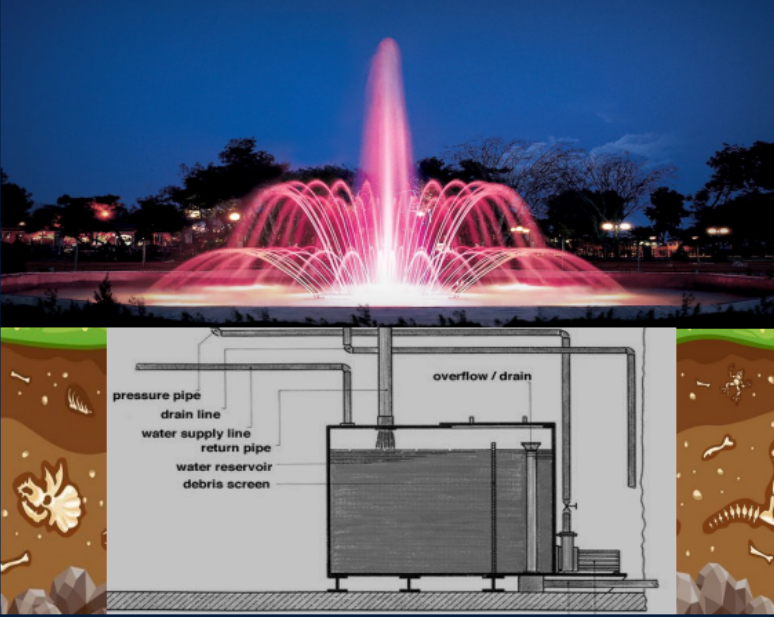 overflow / drain
pressure pipe
drain line
water supply line
return pipe
water reservoir
debris screen